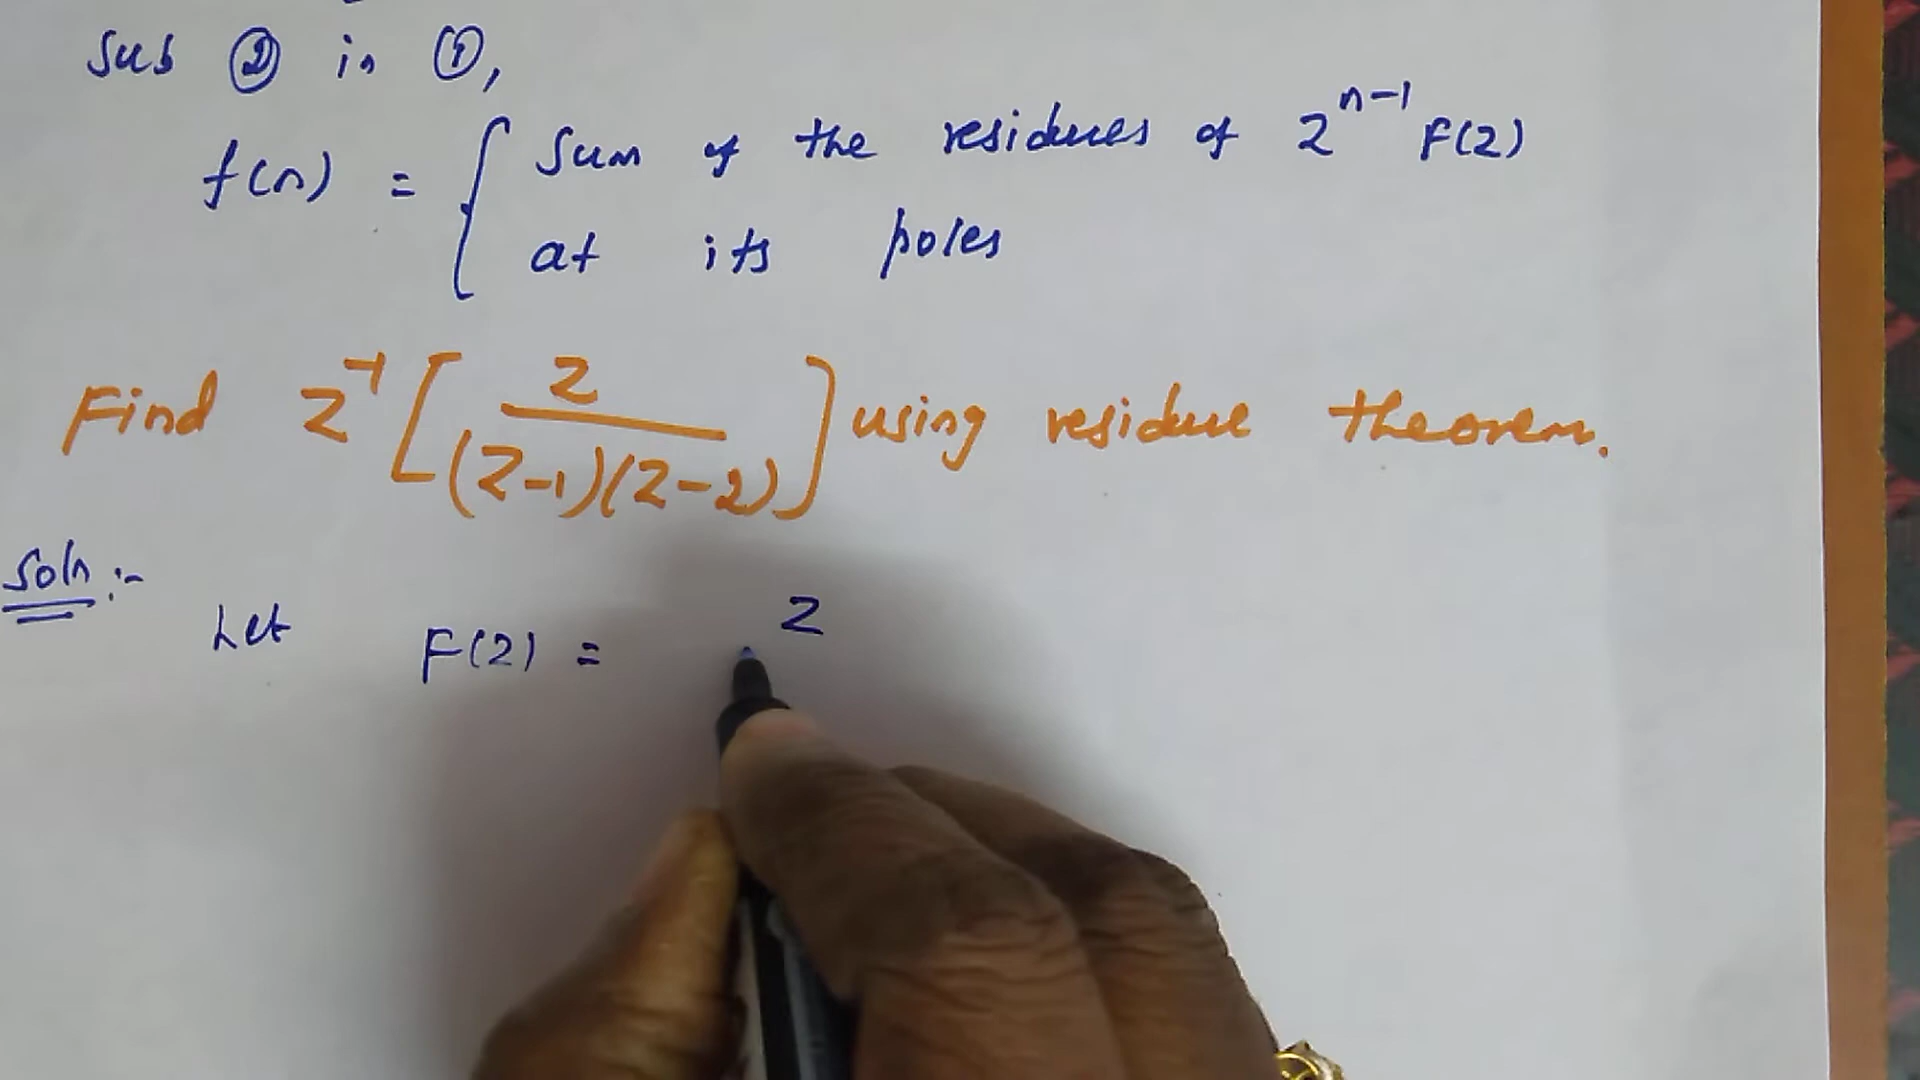 Sub ② in ①,
f(n) = { Sum of the residues of z^{n-1} F(z)
at its poles
Find Z^{-1} [ z / (z-1)(z-2) ] using residue theorem.
Soln :-
Let F(z) = z